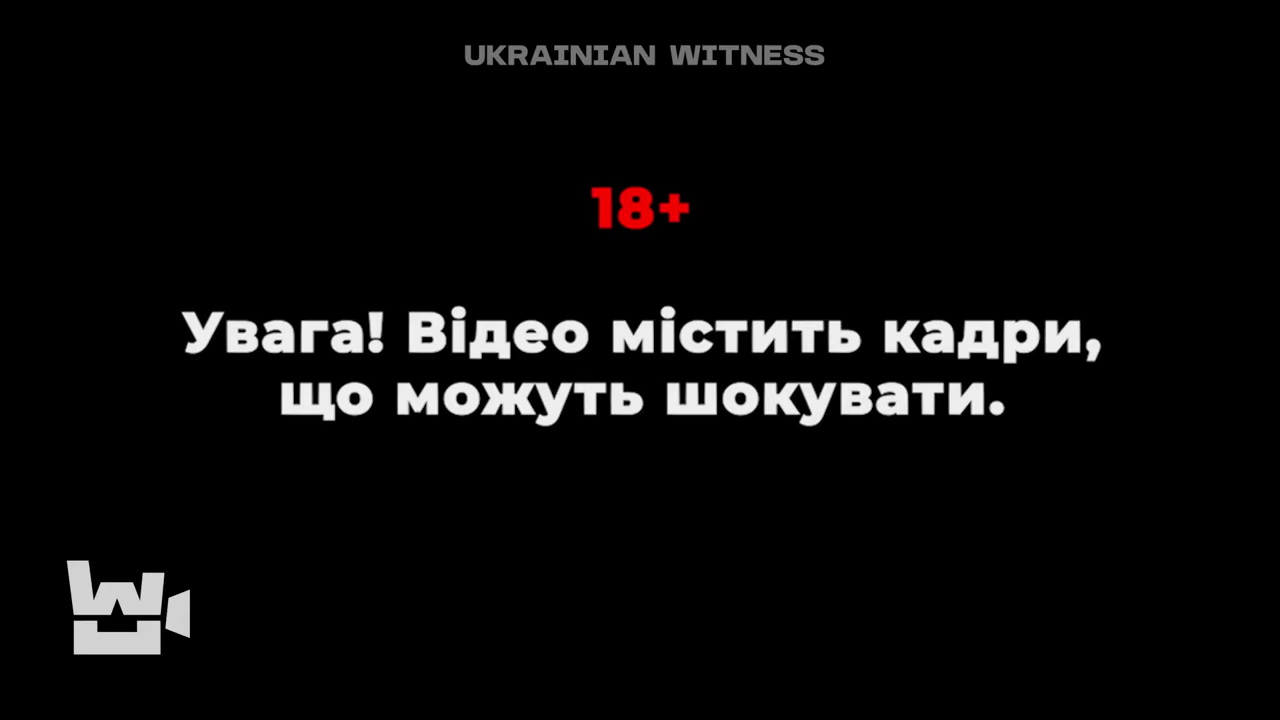 UKRAINIAN WITNESS
18+
Увага! Відео містить кадри,
що можуть шокувати.